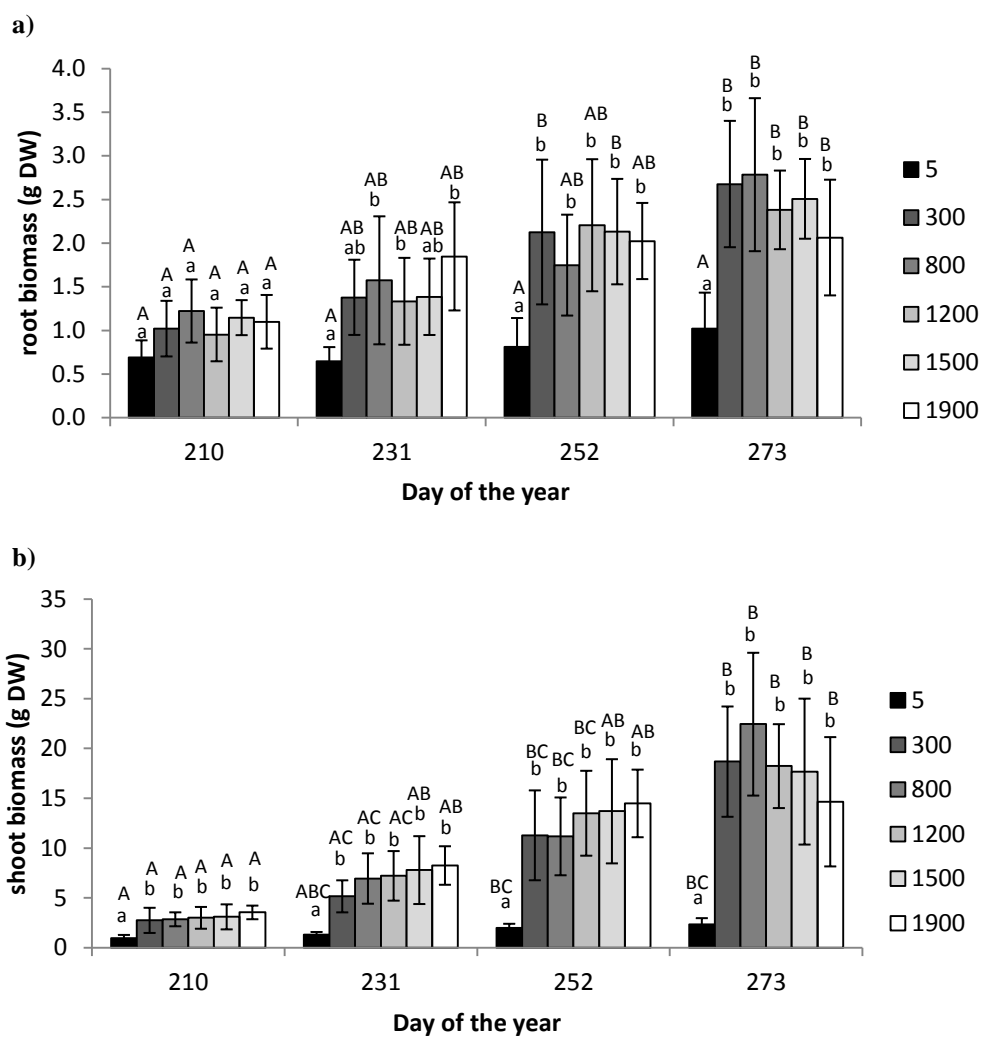 a)
root biomass (g DW)
4.0
3.5
3.0
2.5
2.0
1.5
1.0
0.5
0.0
A A A A A A
a a a a a a
A AB AB AB AB AB
a ab b b ab b
A B AB AB B AB
a b b b b b
A B B B B B
a b b b b b
210 231 252 273
Day of the year
5
300
800
1200
1500
1900
b)
shoot biomass (g DW)
35
30
25
20
15
10
5
0
A A A A A A
a b b b b b
ABC AC AC AC AB AB
a b b b b b
BC BC BC BC AB AB
a b b b b b
BC B B B B B
a b b b b b
210 231 252 273
Day of the year
5
300
800
1200
1500
1900